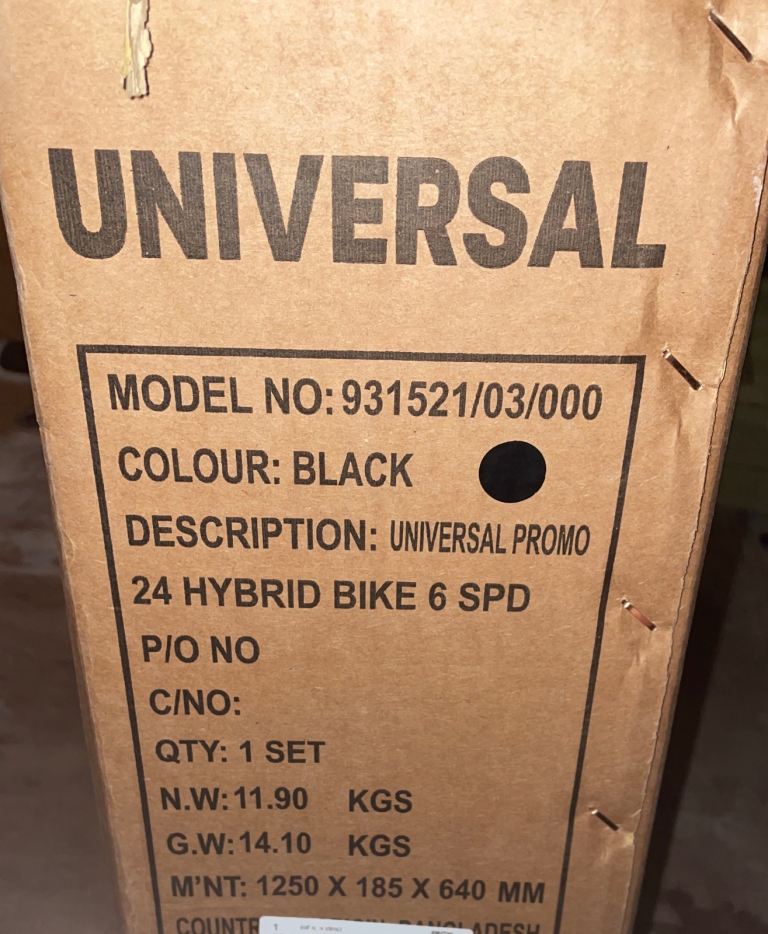 UNIVERSAL
MODEL NO: 931521/03/000
COLOUR: BLACK
DESCRIPTION: UNIVERSAL PROMO
24 HYBRID BIKE 6 SPD
P/O NO
C/NO:
QTY: 1 SET
N.W: 11.90 KGS
G.W: 14.10 KGS
M'NT: 1250 X 185 X 640 MM
BANGLADESH